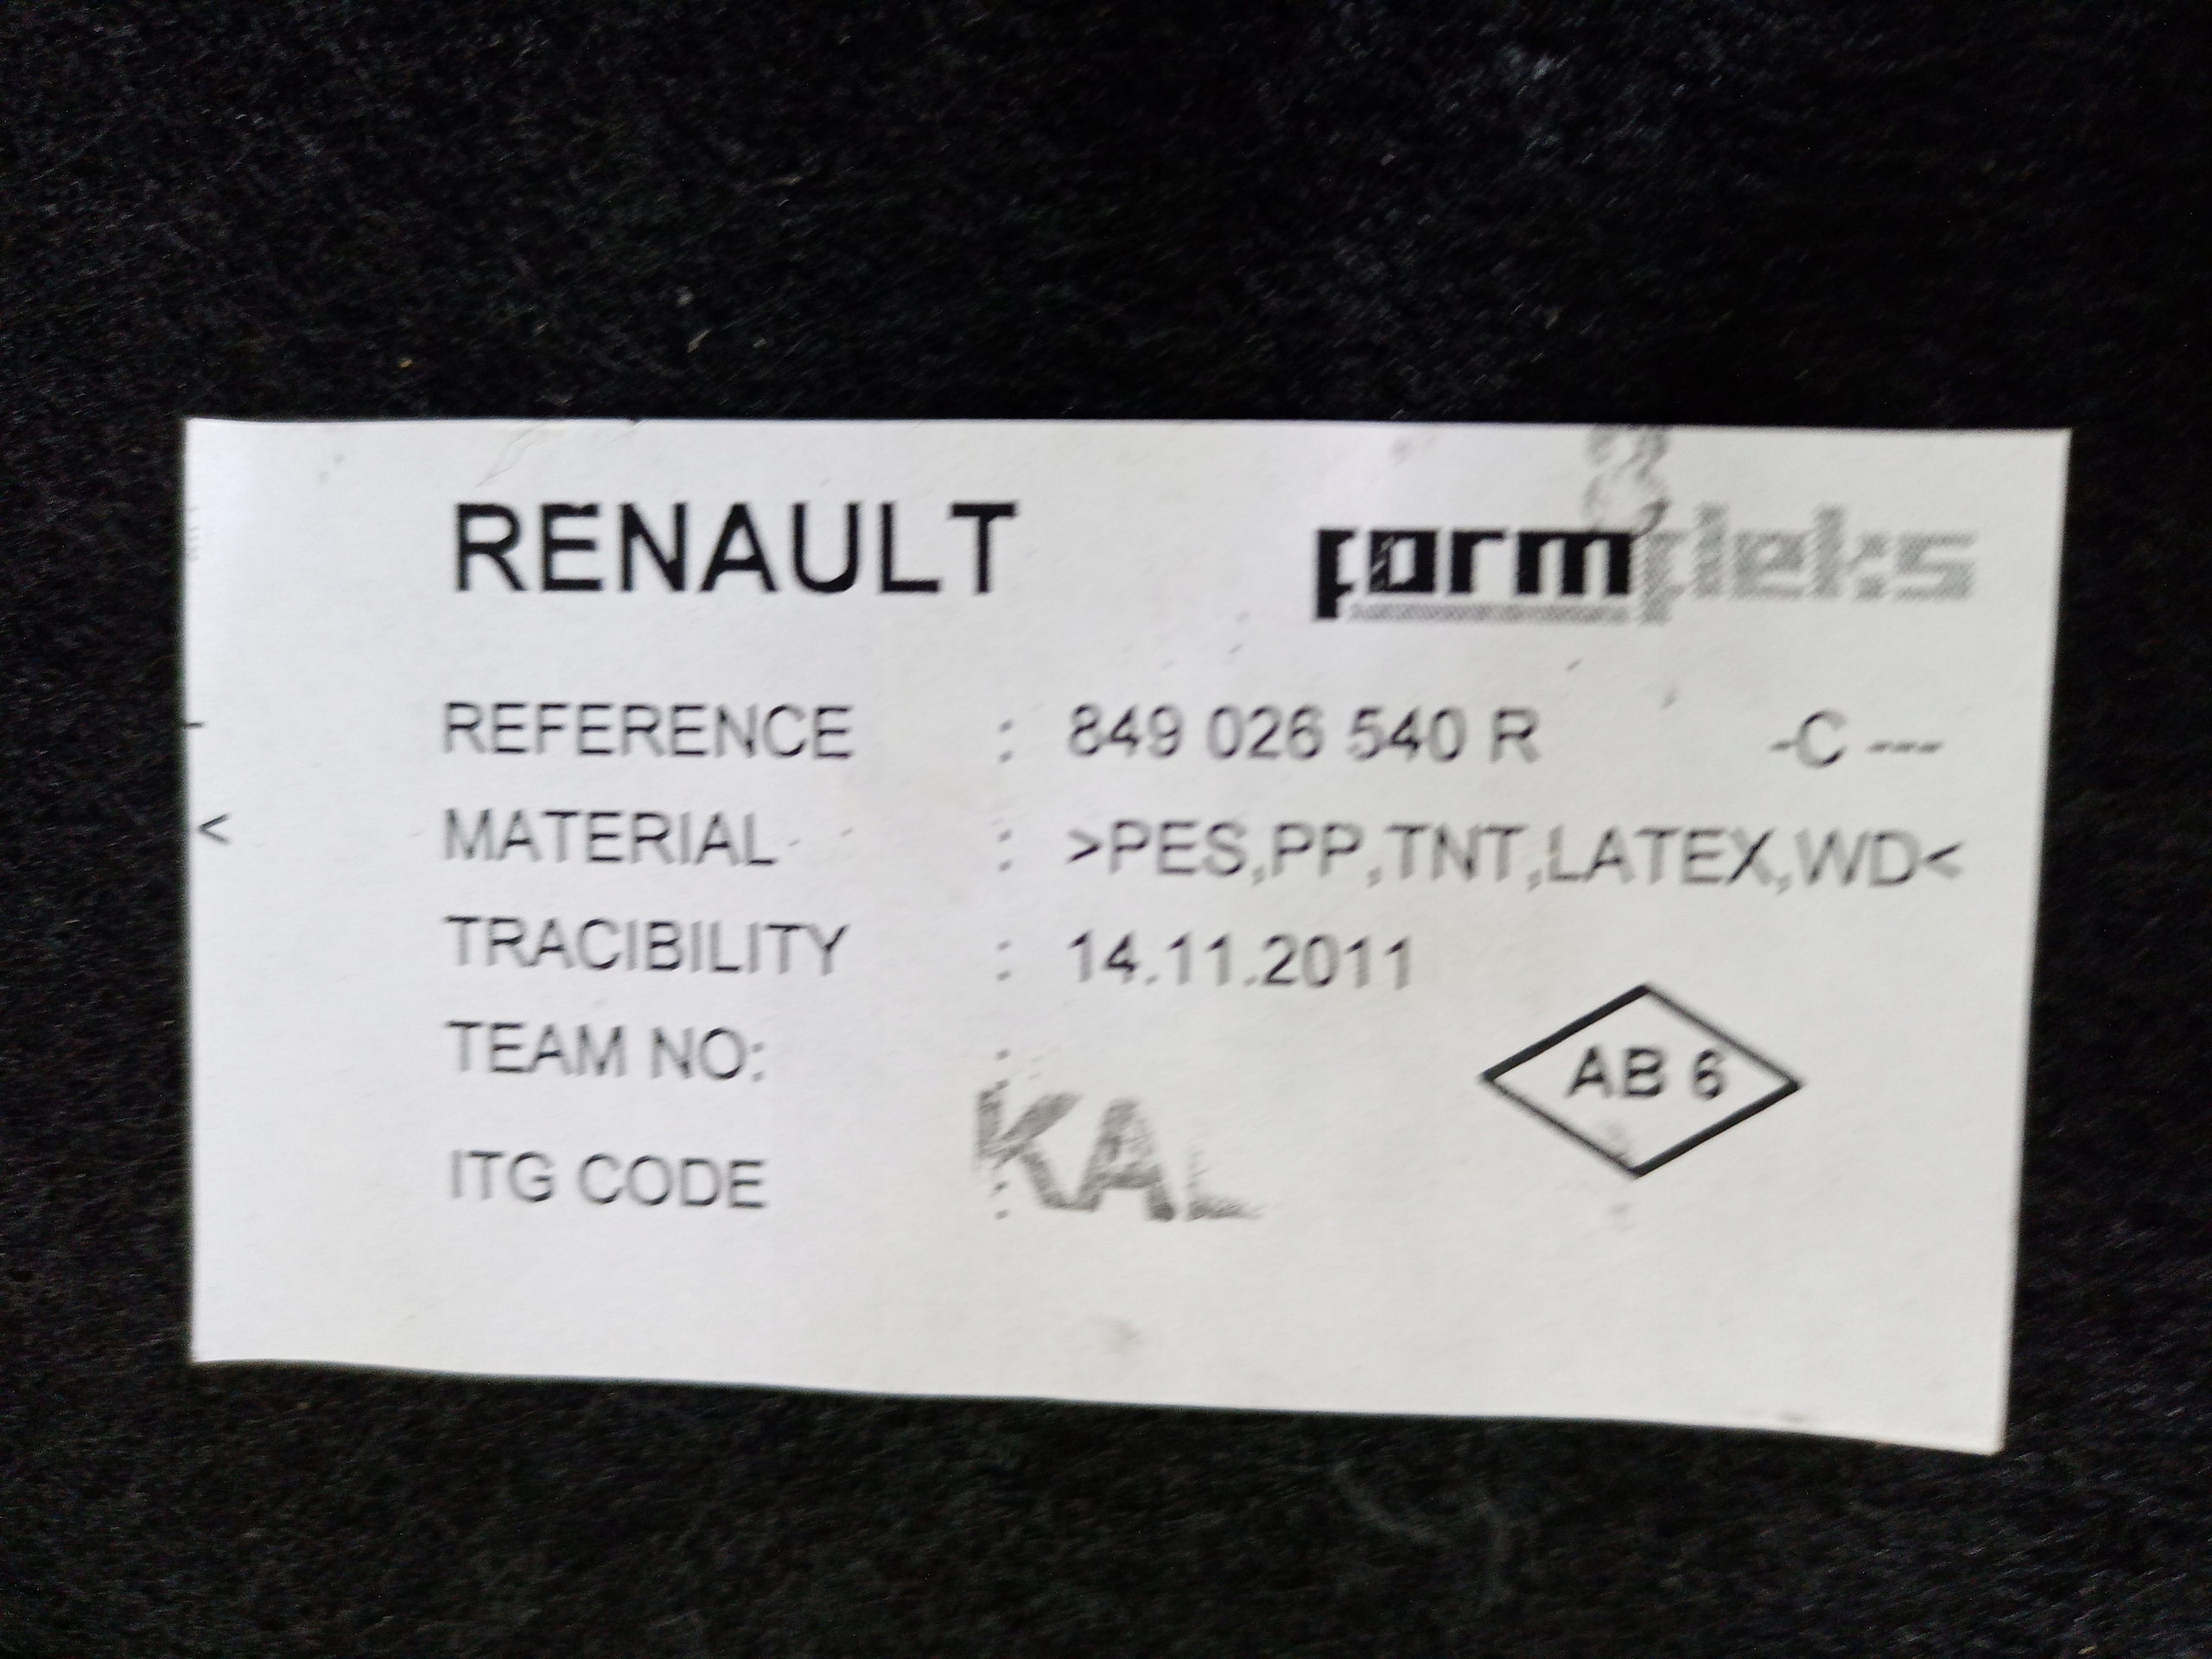 RENAULT formfleks
REFERENCE : 849 026 540 R -C ---
MATERIAL : >PES,PP,TNT,LATEX,WD<
<
TRACIBILITY : 14.11.2011
TEAM NO: :
AB 6
KAL
ITG CODE :